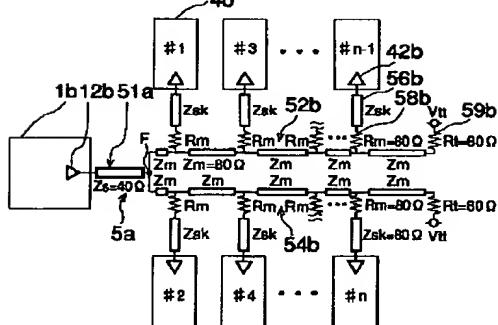 #1 #3 ··· #n-1 42b
56b
1b 12b 51a Zsk Zsk Zsk 58b Vtt 59b
52b
F Rm Rm Rm ··· Rm=80Ω Rt=80Ω
Zm Zm=80Ω Zm Zm Zm
Zs=40Ω Zm Zm Zm Zm Zm
5a Rm Rm Rm ··· Rm=80Ω Rt=80Ω
Zsk Zsk 54b Zsk=80Ω Vtt
#2 #4 ··· #n